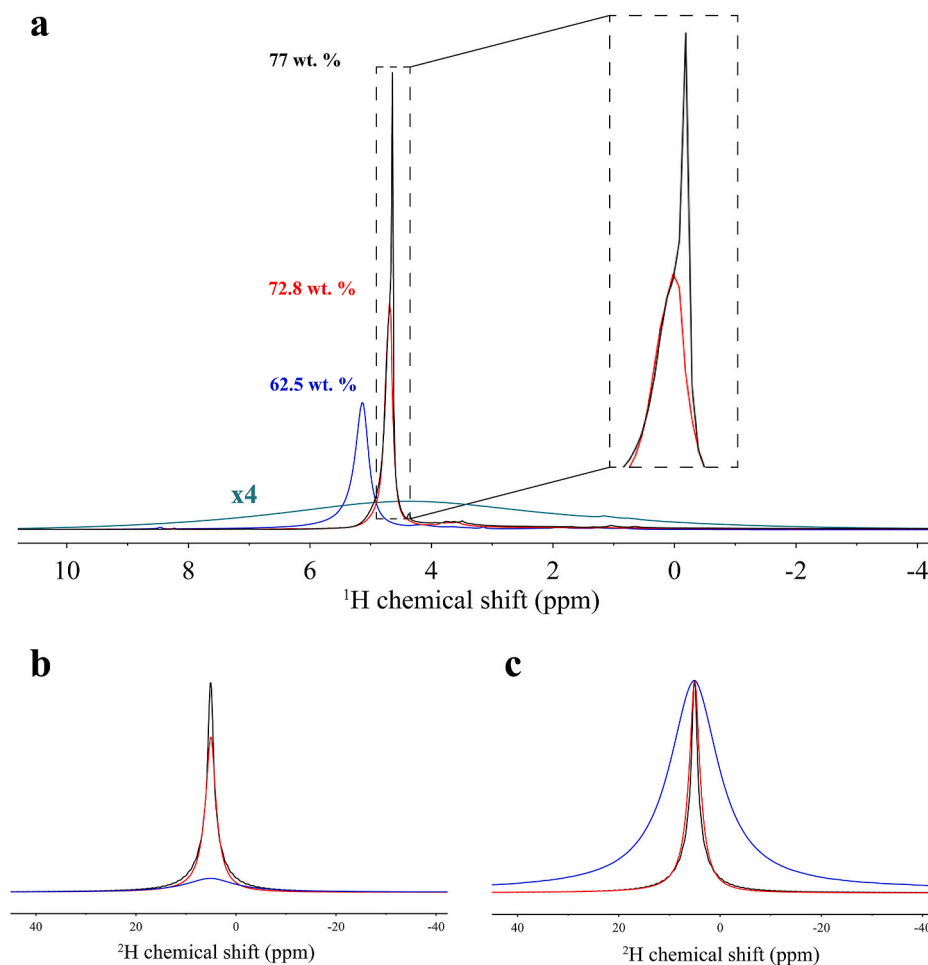 a
77 wt. %
72.8 wt. %
62.5 wt. %
x4
10 8 6 4 2 0 -2 -4
¹H chemical shift (ppm)
b
c
40 20 0 -20 -40
40 20 0 -20 -40
²H chemical shift (ppm)
²H chemical shift (ppm)